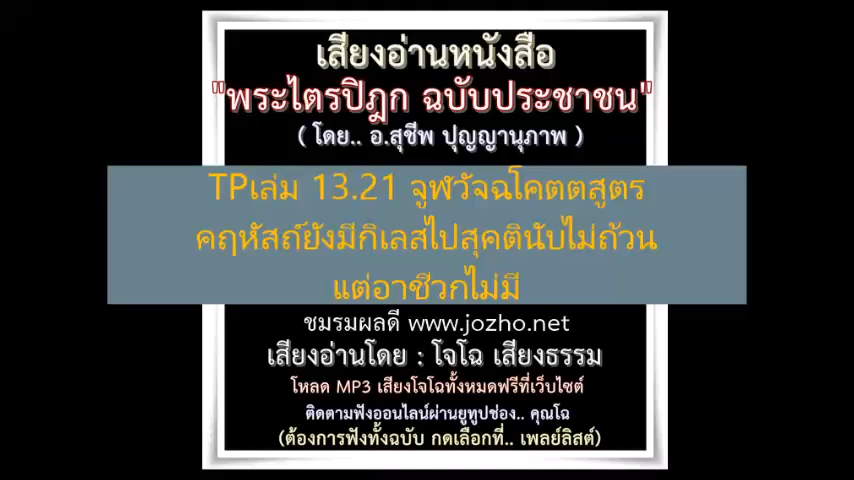 เสียงอ่านหนังสือ
"พระไตรปิฎก ฉบับประชาชน"
( โดย.. อ.สุชีพ ปุญญานุภาพ )
TPเล่ม 13.21 จูฬวัจฉโคตตสูตร
คฤหัสถ์ยังมีกิเลสไปสุคตินับไม่ถ้วน
แต่อาชีวกไม่มี
ชมรมผลดี www.jozho.net
เสียงอ่านโดย : โจโฉ เสียงธรรม
โหลด MP3 เสียงโจโฉทั้งหมดฟรีที่เว็บไซต์
ติดตามฟังออนไลน์ผ่านยูทูปช่อง.. คุณโฉ
(ต้องการฟังทั้งฉบับ กดเลือกที่.. เพลย์ลิสต์)